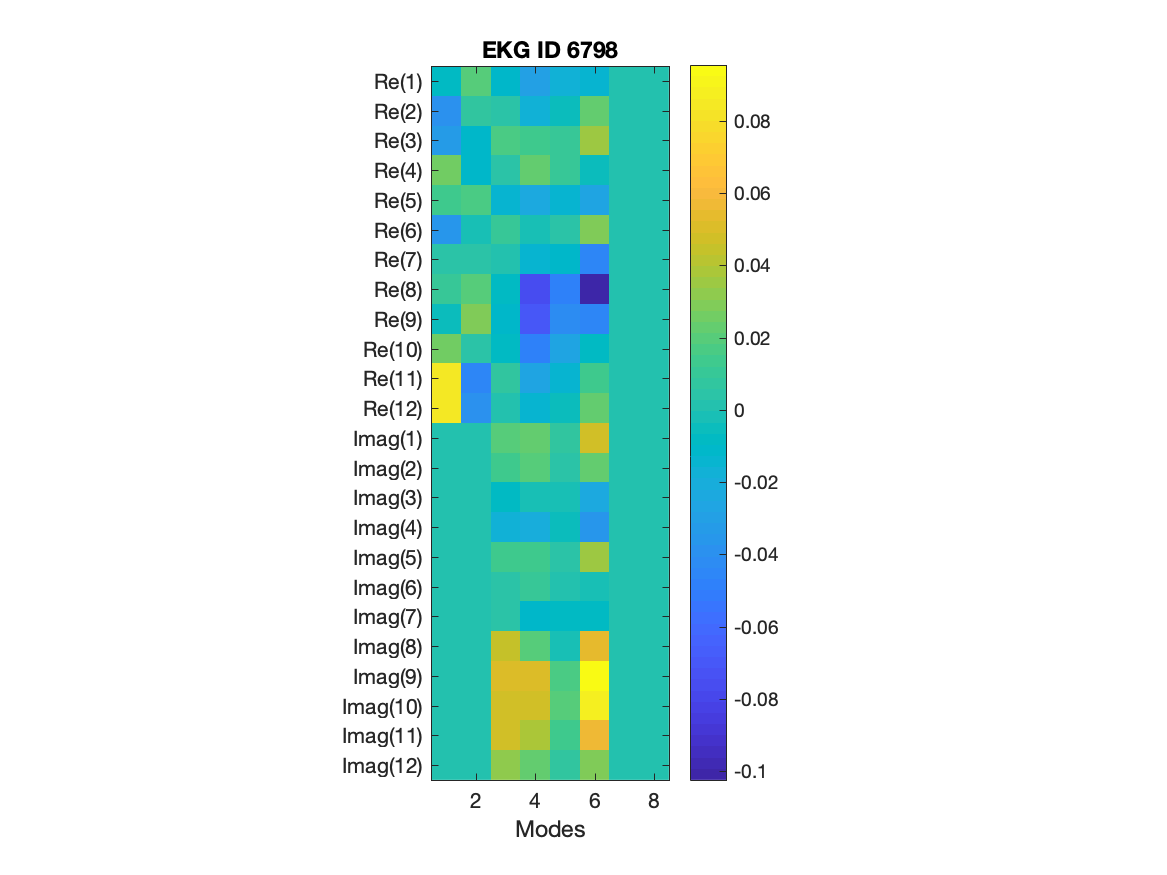 EKG ID 6798
Re(1)
Re(2)
Re(3)
Re(4)
Re(5)
Re(6)
Re(7)
Re(8)
Re(9)
Re(10)
Re(11)
Re(12)
Imag(1)
Imag(2)
Imag(3)
Imag(4)
Imag(5)
Imag(6)
Imag(7)
Imag(8)
Imag(9)
Imag(10)
Imag(11)
Imag(12)
2 4 6 8
Modes
0.08
0.06
0.04
0.02
0
-0.02
-0.04
-0.06
-0.08
-0.1